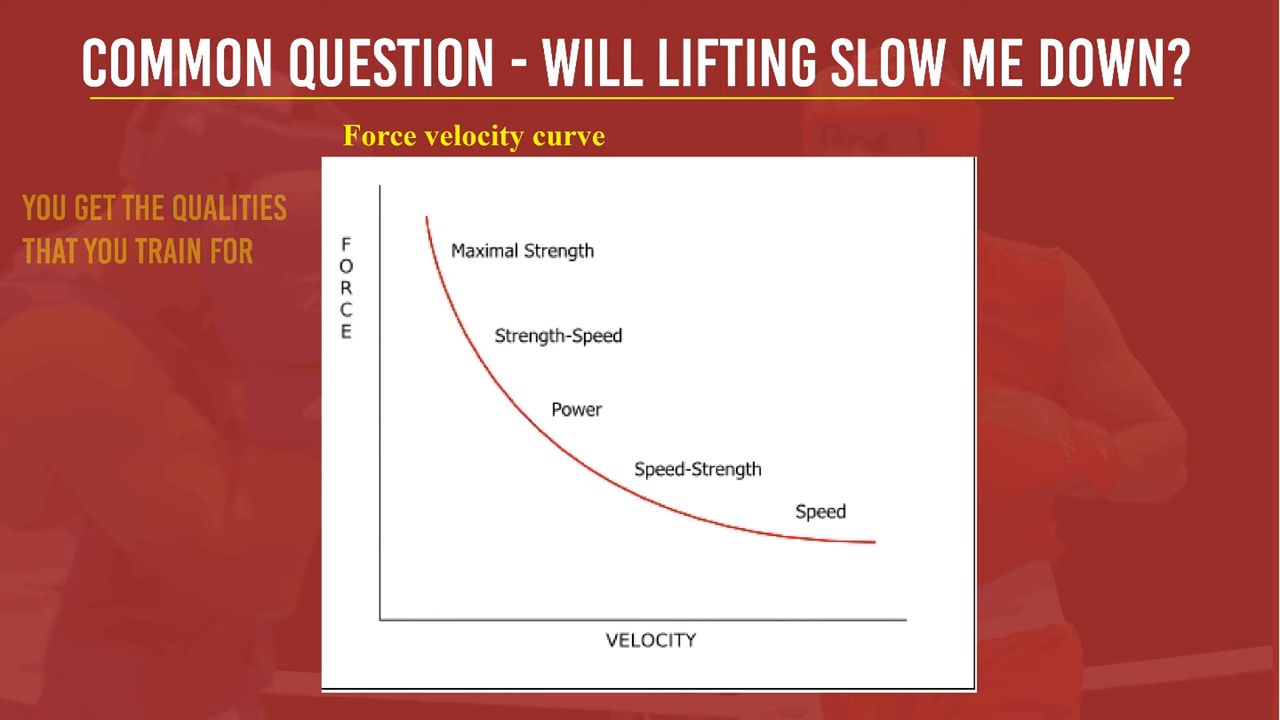 COMMON QUESTION - WILL LIFTING SLOW ME DOWN?
Force velocity curve
YOU GET THE QUALITIES
THAT YOU TRAIN FOR
FORCE
Maximal Strength
Strength-Speed
Power
Speed-Strength
Speed
VELOCITY